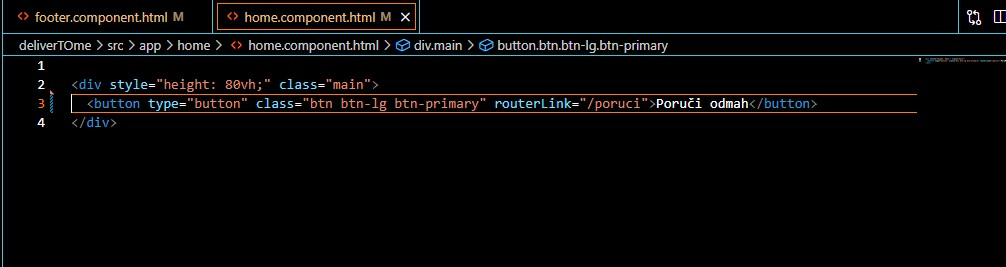 footer.component.html M
home.component.html M
deliverTOme > src > app > home > home.component.html > div.main > button.btn.btn-lg.btn-primary
1
2 <div style="height: 80vh;" class="main">
3 <button type="button" class="btn btn-lg btn-primary" routerLink="/poruci">Poruči odmah</button>
4 </div>